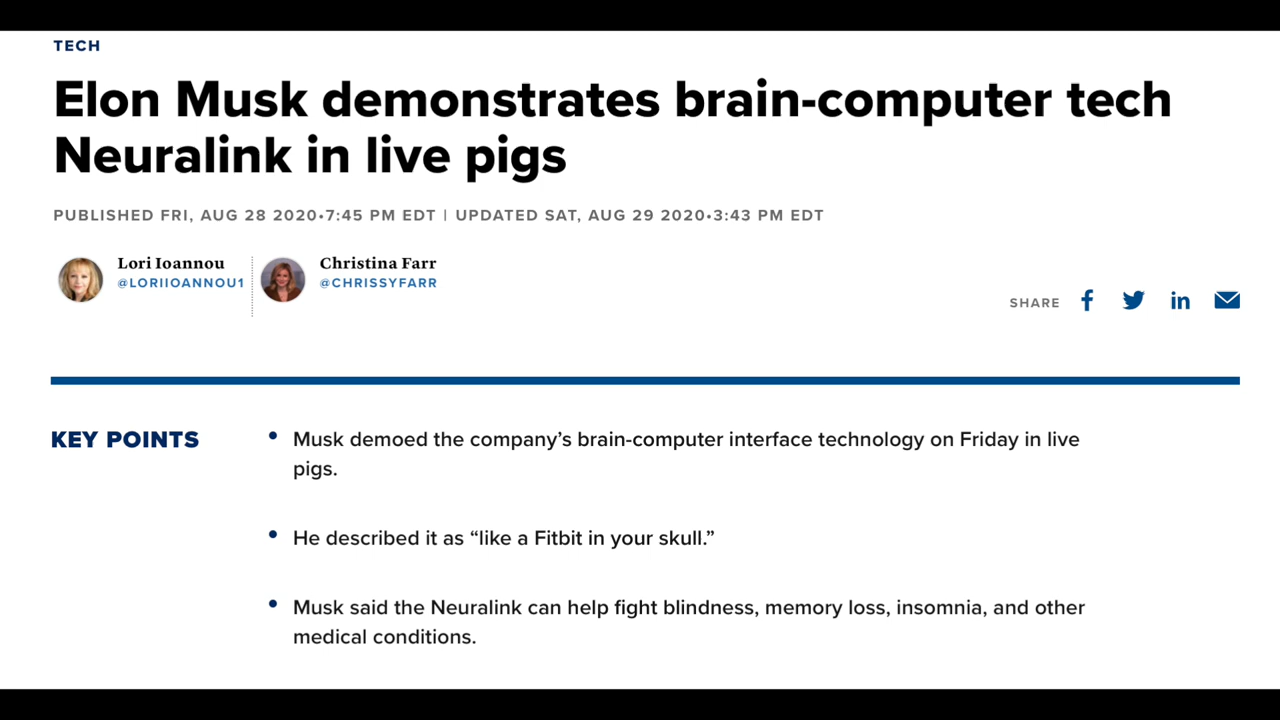 TECH
Elon Musk demonstrates brain-computer tech
Neuralink in live pigs
PUBLISHED FRI, AUG 28 2020•7:45 PM EDT | UPDATED SAT, AUG 29 2020•3:43 PM EDT
Lori Ioannou
@LORIIOANNOU1
Christina Farr
@CHRISSYFARR
SHARE
KEY POINTS
• Musk demoed the company’s brain-computer interface technology on Friday in live
pigs.
• He described it as “like a Fitbit in your skull.”
• Musk said the Neuralink can help fight blindness, memory loss, insomnia, and other
medical conditions.